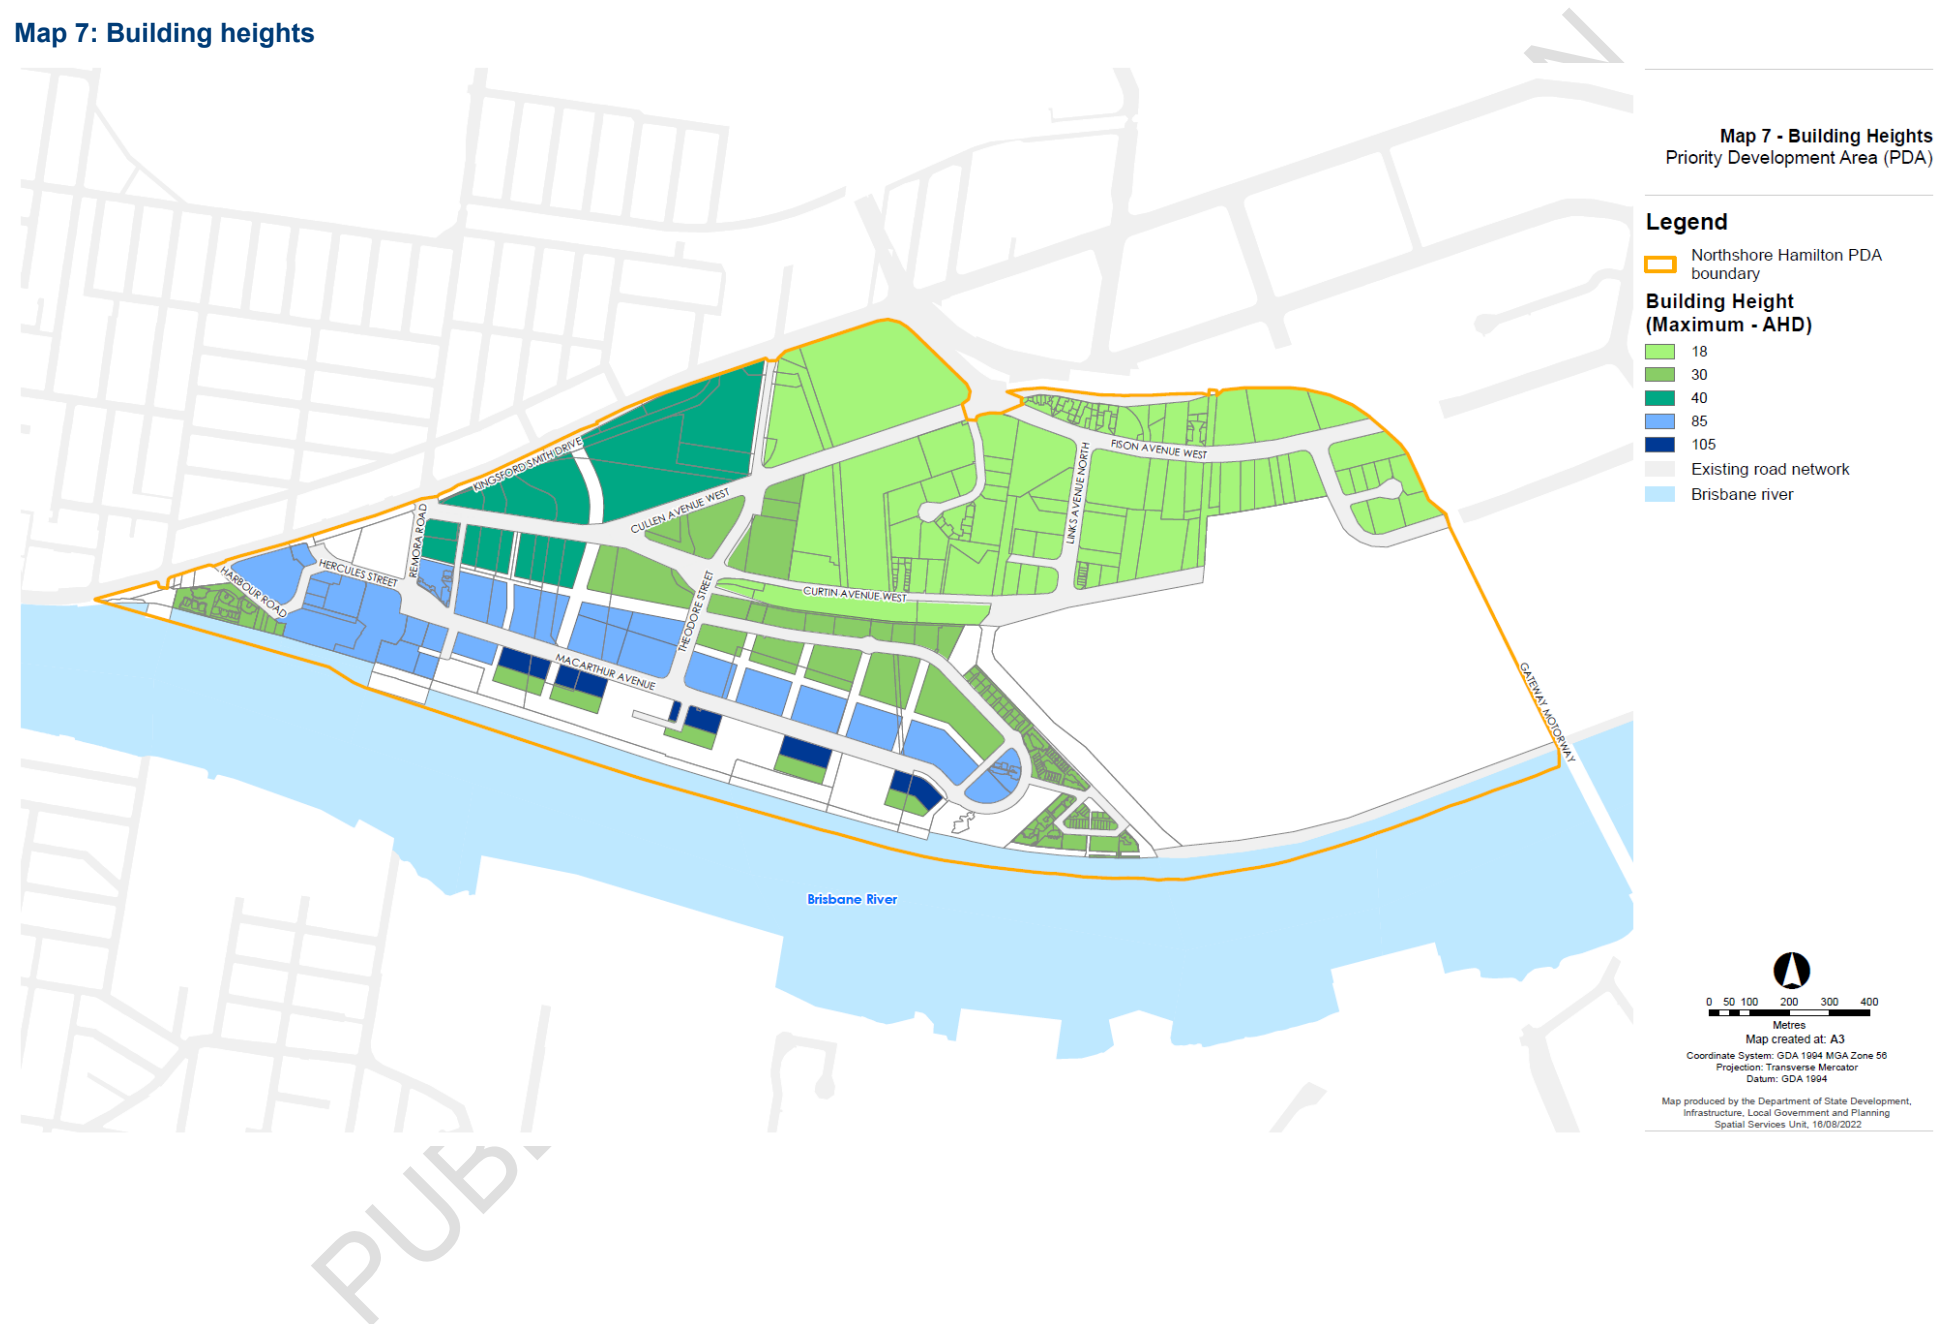 Map 7: Building heights
N
Map 7 - Building Heights
Priority Development Area (PDA)
Legend
Northshore Hamilton PDA
boundary
Building Height
(Maximum - AHD)
18
30
40
85
105
Existing road network
Brisbane river
KINGSFORD SMITH DRIVE
CULLEN AVENUE WEST
FISON AVENUE WEST
LINKS AVENUE NORTH
REMORA ROAD
HERCULES STREET
HARBOUR ROAD
THEODORE STREET
CURTIN AVENUE WEST
MACARTHUR AVENUE
GATEWAY MOTORWAY
Brisbane River
0 50 100 200 300 400
Metres
Map created at: A3
Coordinate System: GDA 1994 MGA Zone 56
Projection: Transverse Mercator
Datum: GDA 1994
Map produced by the Department of State Development,
Infrastructure, Local Government and Planning
Spatial Services Unit, 16/08/2022
PUB